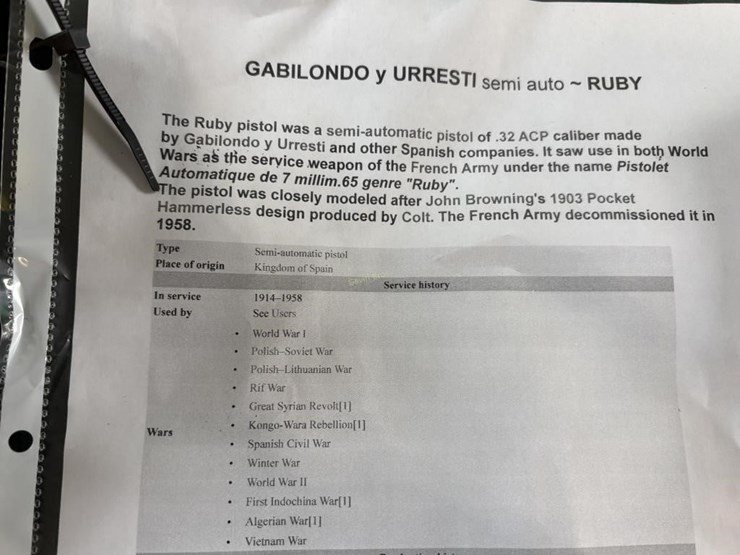 GABILONDO y URRESTI semi auto ~ RUBY
The Ruby pistol was a semi-automatic pistol of .32 ACP caliber made
by Gabilondo y Urresti and other Spanish companies. It saw use in both World
Wars as the service weapon of the French Army under the name Pistolet
Automatique de 7 millim.65 genre "Ruby".
The pistol was closely modeled after John Browning's 1903 Pocket
Hammerless design produced by Colt. The French Army decommissioned it in
1958.
Type Semi-automatic pistol
Place of origin Kingdom of Spain
Service history
In service 1914–1958
Used by See Users
• World War I
• Polish–Soviet War
• Polish–Lithuanian War
• Rif War
• Great Syrian Revolt[1]
• Kongo-Wara Rebellion[1]
Wars
• Spanish Civil War
• Winter War
• World War II
• First Indochina War[1]
• Algerian War[1]
• Vietnam War